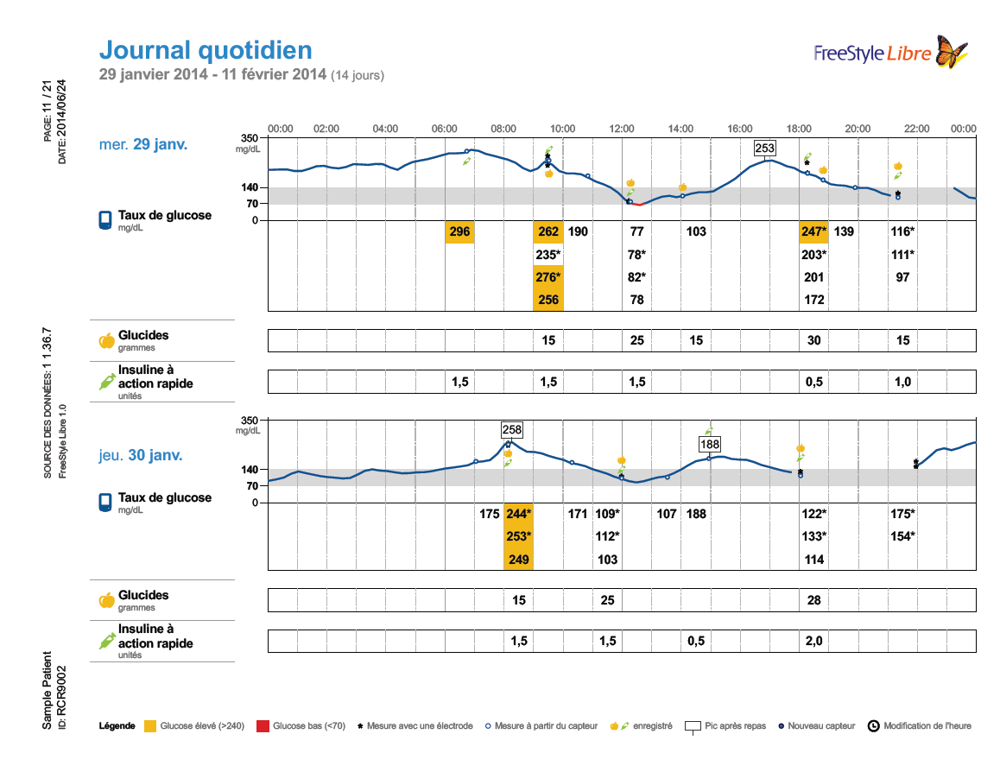 Journal quotidien
29 janvier 2014 - 11 février 2014 (14 jours)
FreeStyle Libre
PAGE: 11 / 21
DATE: 2014/06/24
SOURCE DES DONNÉES: 1 1.36.7
FreeStyle Libre 1.0
Sample Patient
ID: RCR9002
00:00 02:00 04:00 06:00 08:00 10:00 12:00 14:00 16:00 18:00 20:00 22:00 00:00
mer. 29 janv.
350
mg/dL
140
70
0
253
Taux de glucose
mg/dL
296 262 190 77 103 247* 139 116*
235* 78* 203* 111*
276* 82* 201 97
256 78 172
Glucides
grammes
15 25 15 30 15
Insuline à
action rapide
unités
1,5 1,5 1,5 0,5 1,0
jeu. 30 janv.
350
mg/dL
140
70
0
258
188
Taux de glucose
mg/dL
175 244* 171 109* 107 188 122* 175*
253* 112* 133* 154*
249 103 114
Glucides
grammes
15 25 28
Insuline à
action rapide
unités
1,5 1,5 0,5 2,0
Légende Glucose élevé (>240) Glucose bas (<70) Mesure avec une électrode Mesure à partir du capteur enregistré Pic après repas Nouveau capteur Modification de l'heure